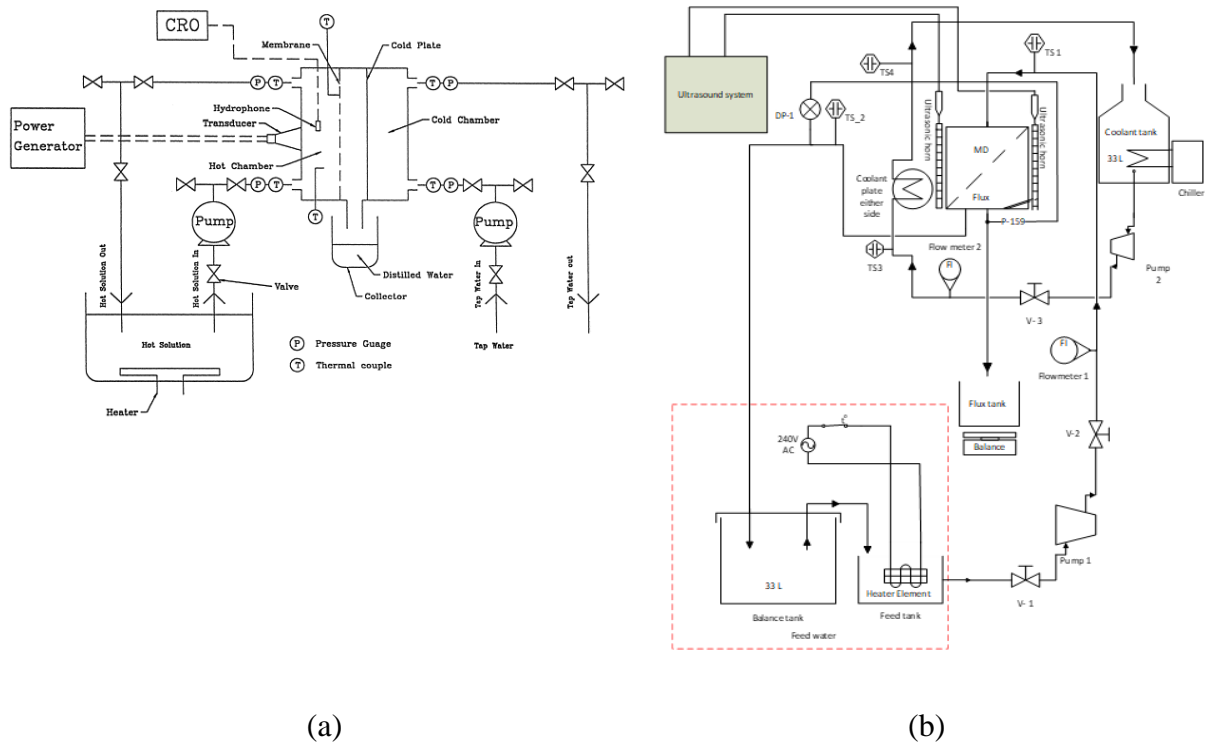 CRO
T
Membrane
Cold Plate
P
T
T
P
Hydrophone
Transducer
Power
Generator
Cold Chamber
Hot Chamber
P
T
T
P
T
Pump
Pump
Hot Solution Out
Hot Solution In
Valve
Distilled Water
Collector
Tap Water In
Tap Water out
Hot Solution
P Pressure Guage
T Thermal couple
Tap Water
Heater
(a)
Ultrasound system
TS4
TS 1
DP-1
TS_2
Ultrasonic horn
Ultrasonic horn
MD
Flux
Coolant tank
33 L
Chiller
Coolant
plate
either
side
P-159
TS3
Flow meter 2
FI
V-3
Pump
2
FI
Flowmeter 1
Flux tank
Balance
V-2
240V
AC
t°
33 L
Heater Element
Pump 1
V- 1
Balance tank
Feed tank
Feed water
(b)